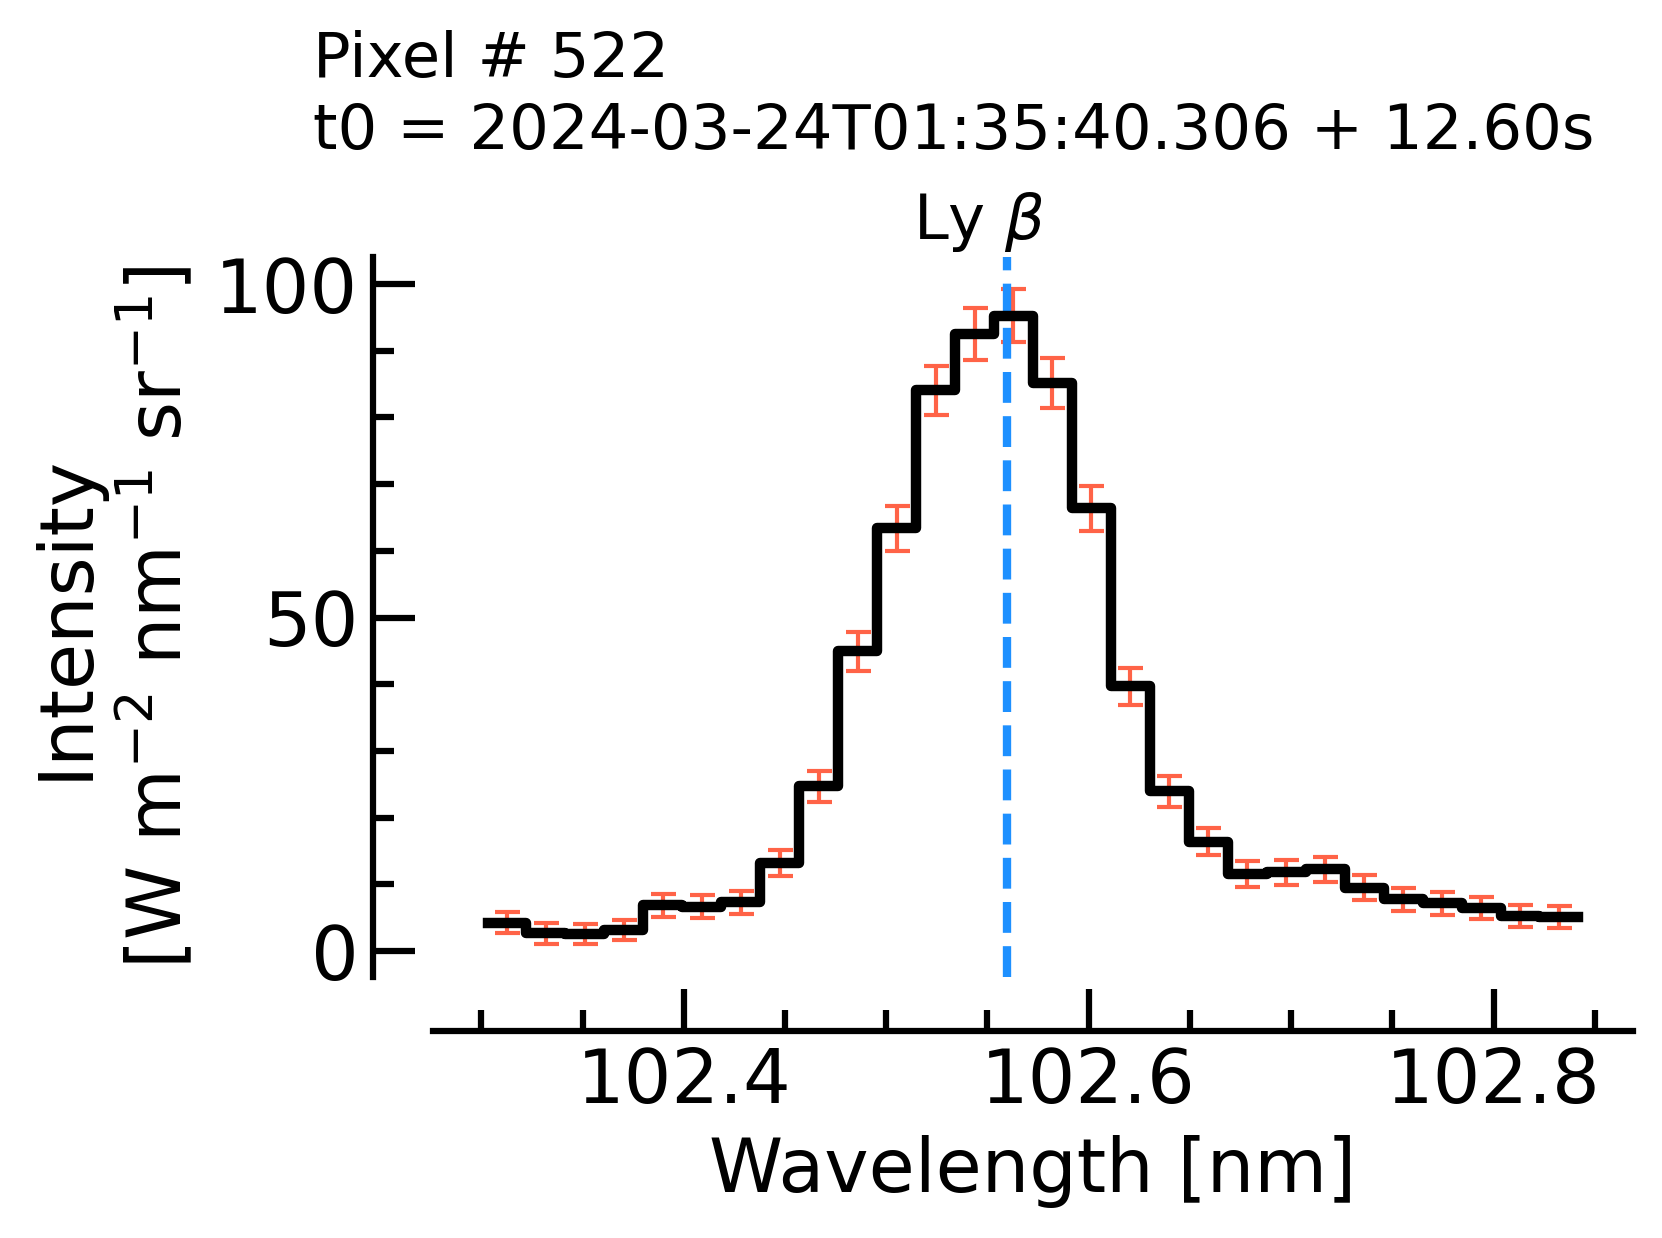 Pixel # 522
t0 = 2024-03-24T01:35:40.306 + 12.60s
Ly β
Intensity
[W m⁻² nm⁻¹ sr⁻¹]
100
50
0
102.4 102.6 102.8
Wavelength [nm]